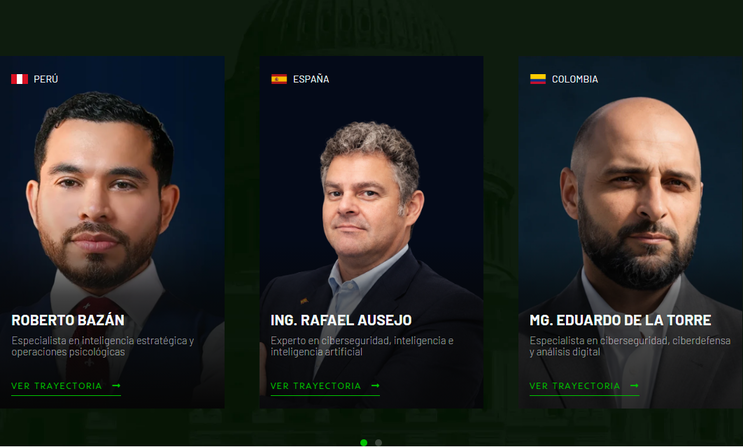 PERÚ
ROBERTO BAZÁN
Especialista en inteligencia estratégica y
operaciones psicológicas
VER TRAYECTORIA →
ESPAÑA
ING. RAFAEL AUSEJO
Experto en ciberseguridad, inteligencia e
inteligencia artificial
VER TRAYECTORIA →
COLOMBIA
MG. EDUARDO DE LA TORRE
Especialista en ciberseguridad, ciberdefensa
y análisis digital
VER TRAYECTORIA →